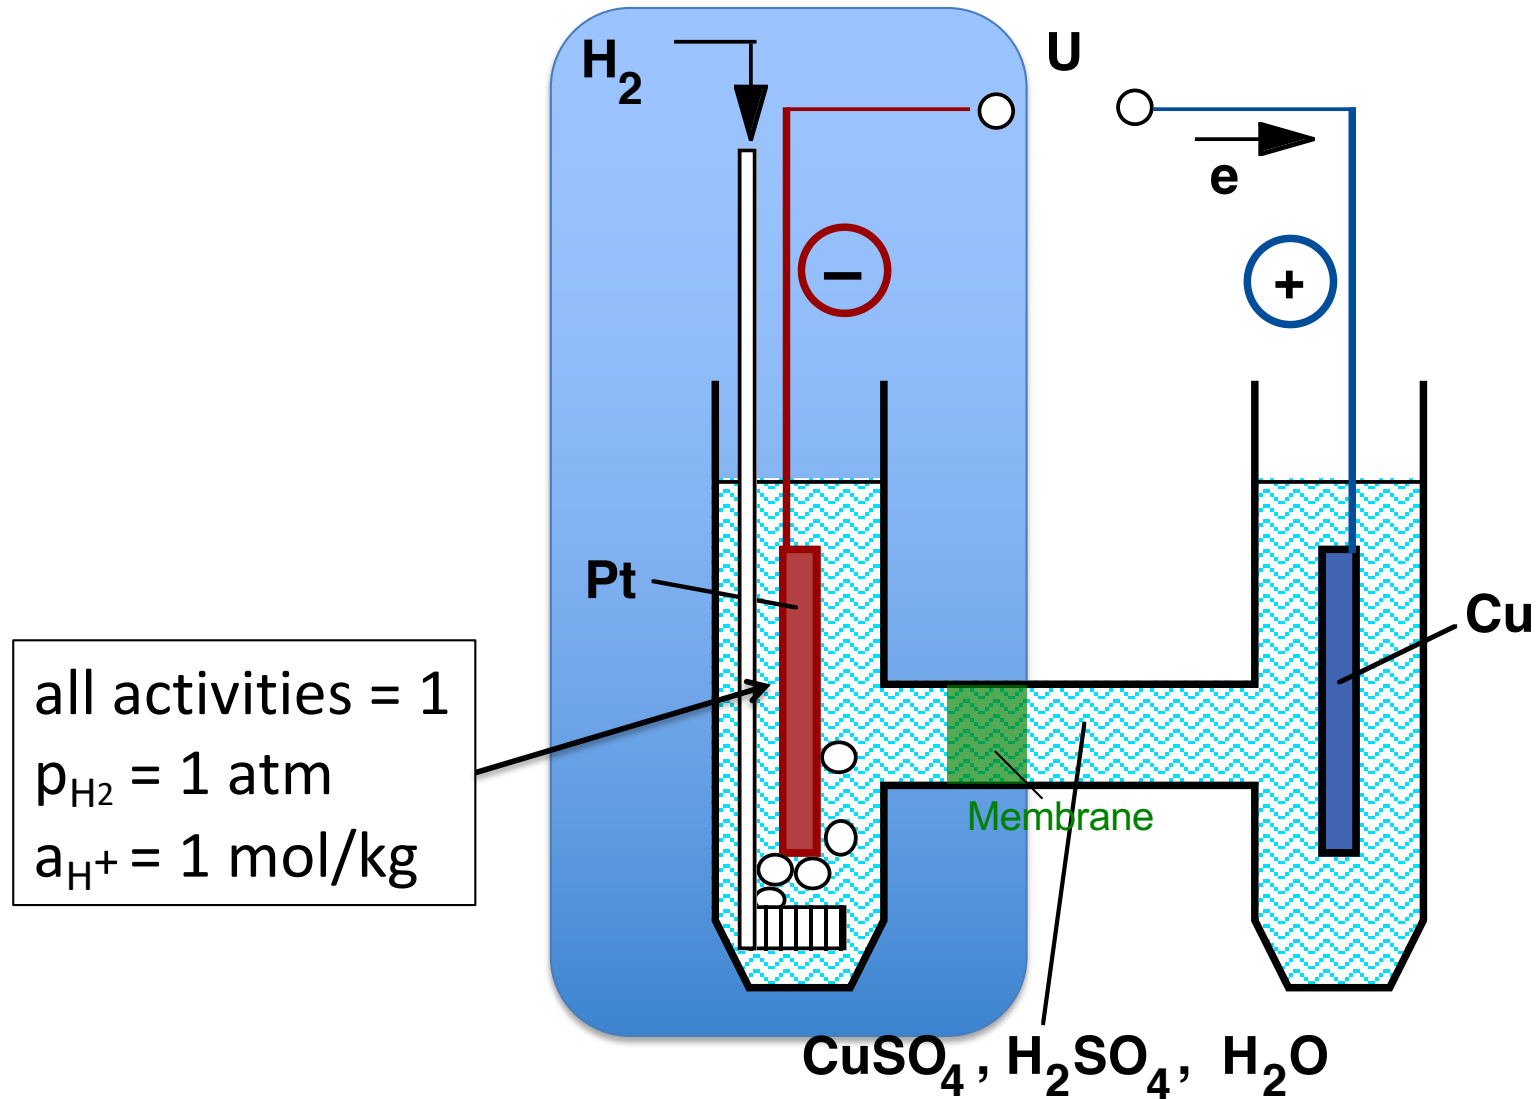 H2
U
e
−
+
Pt
Cu
all activities = 1
pH2 = 1 atm
aH+ = 1 mol/kg
Membrane
CuSO4 , H2SO4 , H2O